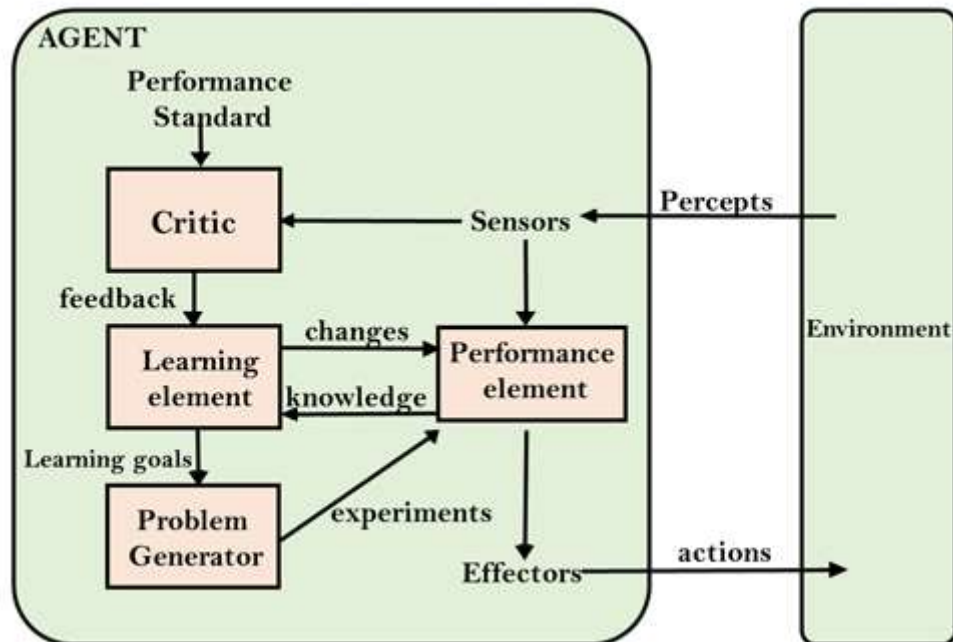 AGENT
Performance
Standard
Critic
Sensors
Percepts
feedback
changes
Learning
element
Performance
element
Environment
knowledge
Learning goals
Problem
Generator
experiments
Effectors
actions